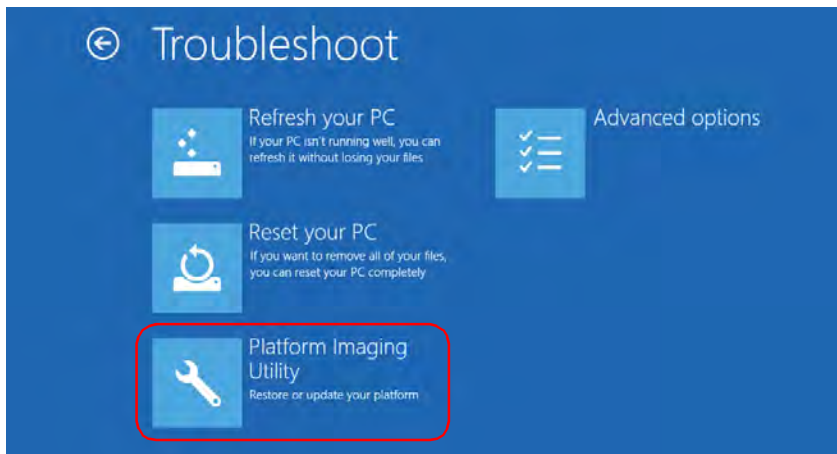 Troubleshoot
Refresh your PC
If your PC isn't running well, you can
refresh it without losing your files
Advanced options
Reset your PC
If you want to remove all of your files,
you can reset your PC completely
Platform Imaging
Utility
Restore or update your platform